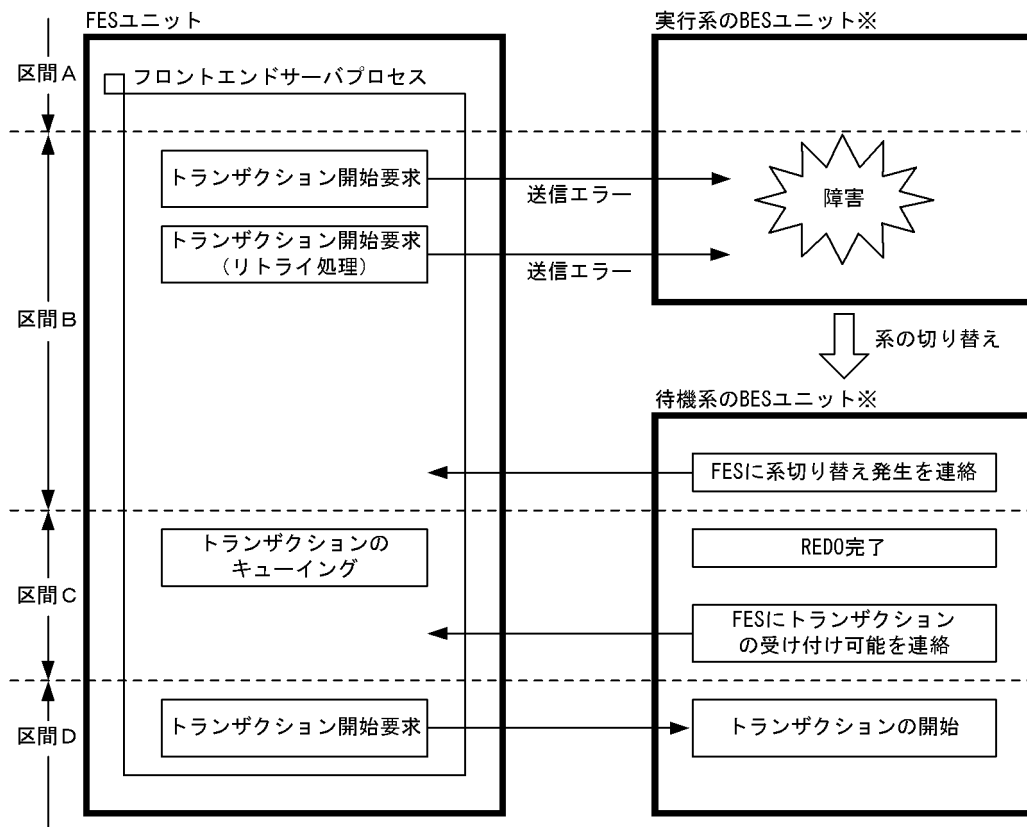 FESユニット
実行系のBESユニット※
区間A
フロントエンドサーバプロセス
トランザクション開始要求
送信エラー
障害
トランザクション開始要求
(リトライ処理)
送信エラー
区間B
系の切り替え
待機系のBESユニット※
FESに系切り替え発生を連絡
トランザクションの
キューイング
REDO完了
区間C
FESにトランザクション
の受け付け可能を連絡
区間D
トランザクション開始要求
トランザクションの開始